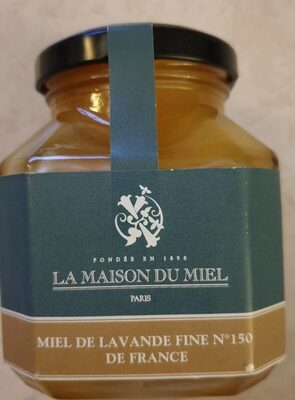 FONDÉE EN 1898
LA MAISON DU MIEL
PARIS
MIEL DE LAVANDE FINE N°150
DE FRANCE